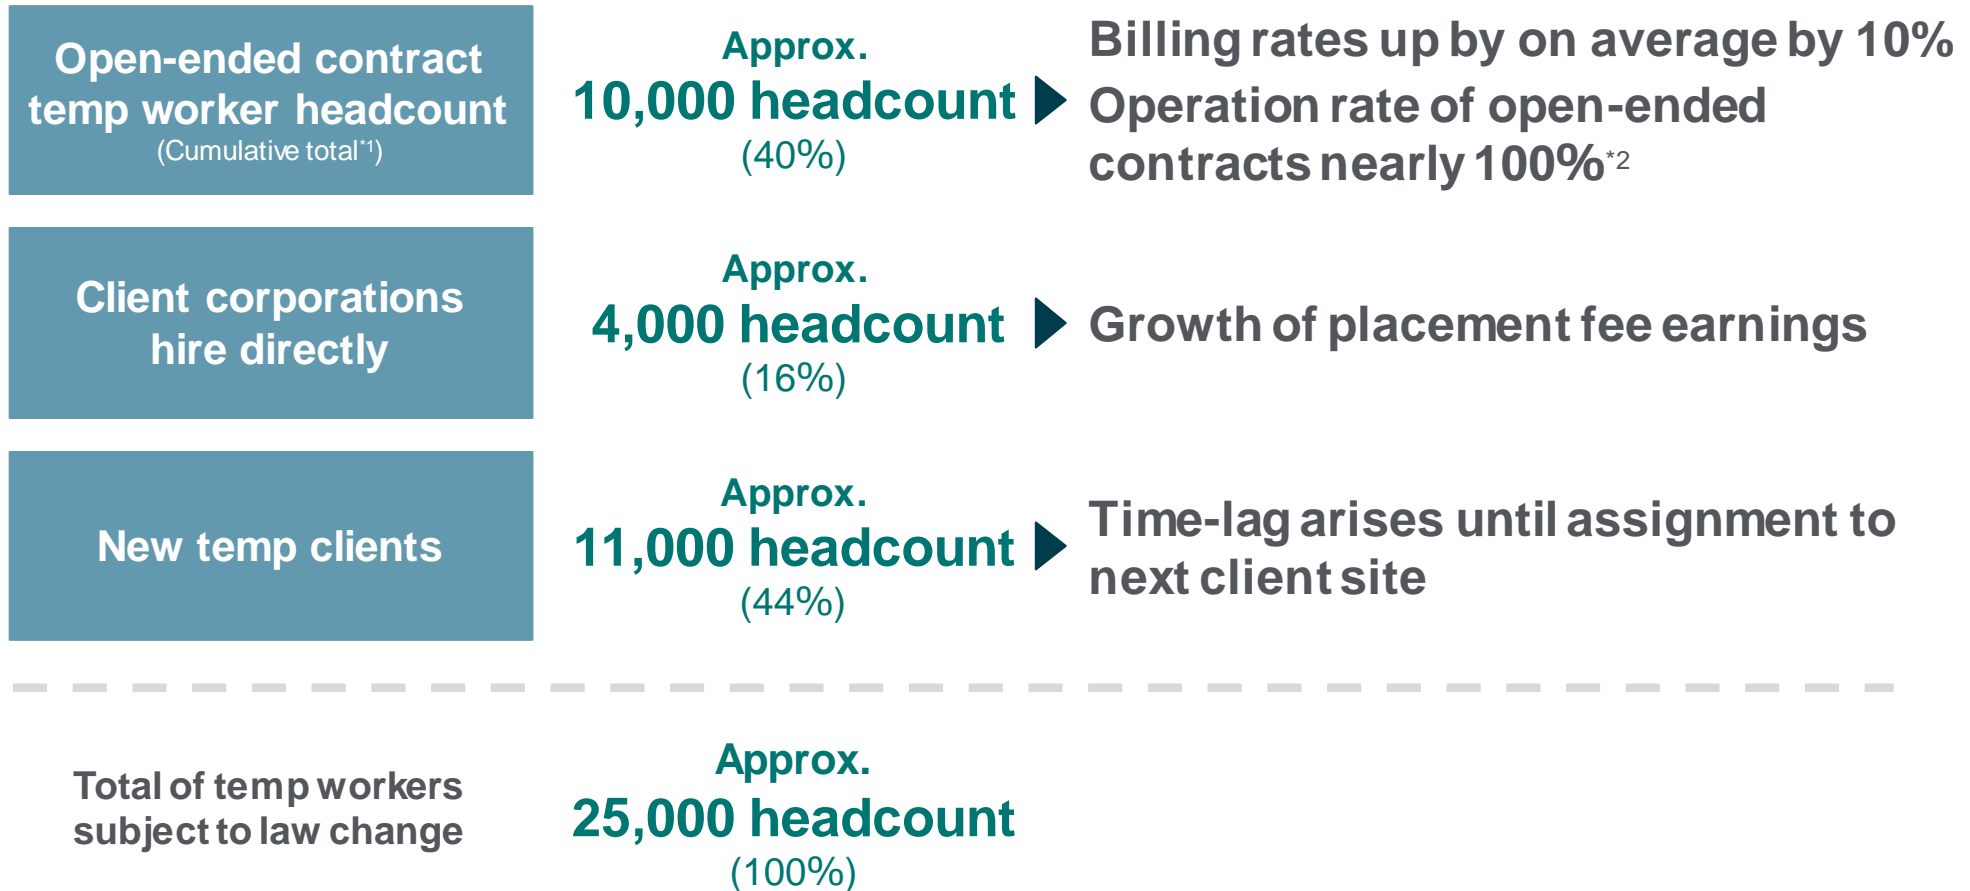 Open-ended contract
temp worker headcount
(Cumulative total*1)
Approx.
10,000 headcount
(40%)
Billing rates up by on average by 10%
Operation rate of open-ended
contracts nearly 100%*2
Client corporations
hire directly
Approx.
4,000 headcount
(16%)
Growth of placement fee earnings
New temp clients
Approx.
11,000 headcount
(44%)
Time-lag arises until assignment to
next client site
Total of temp workers
subject to law change
Approx.
25,000 headcount
(100%)